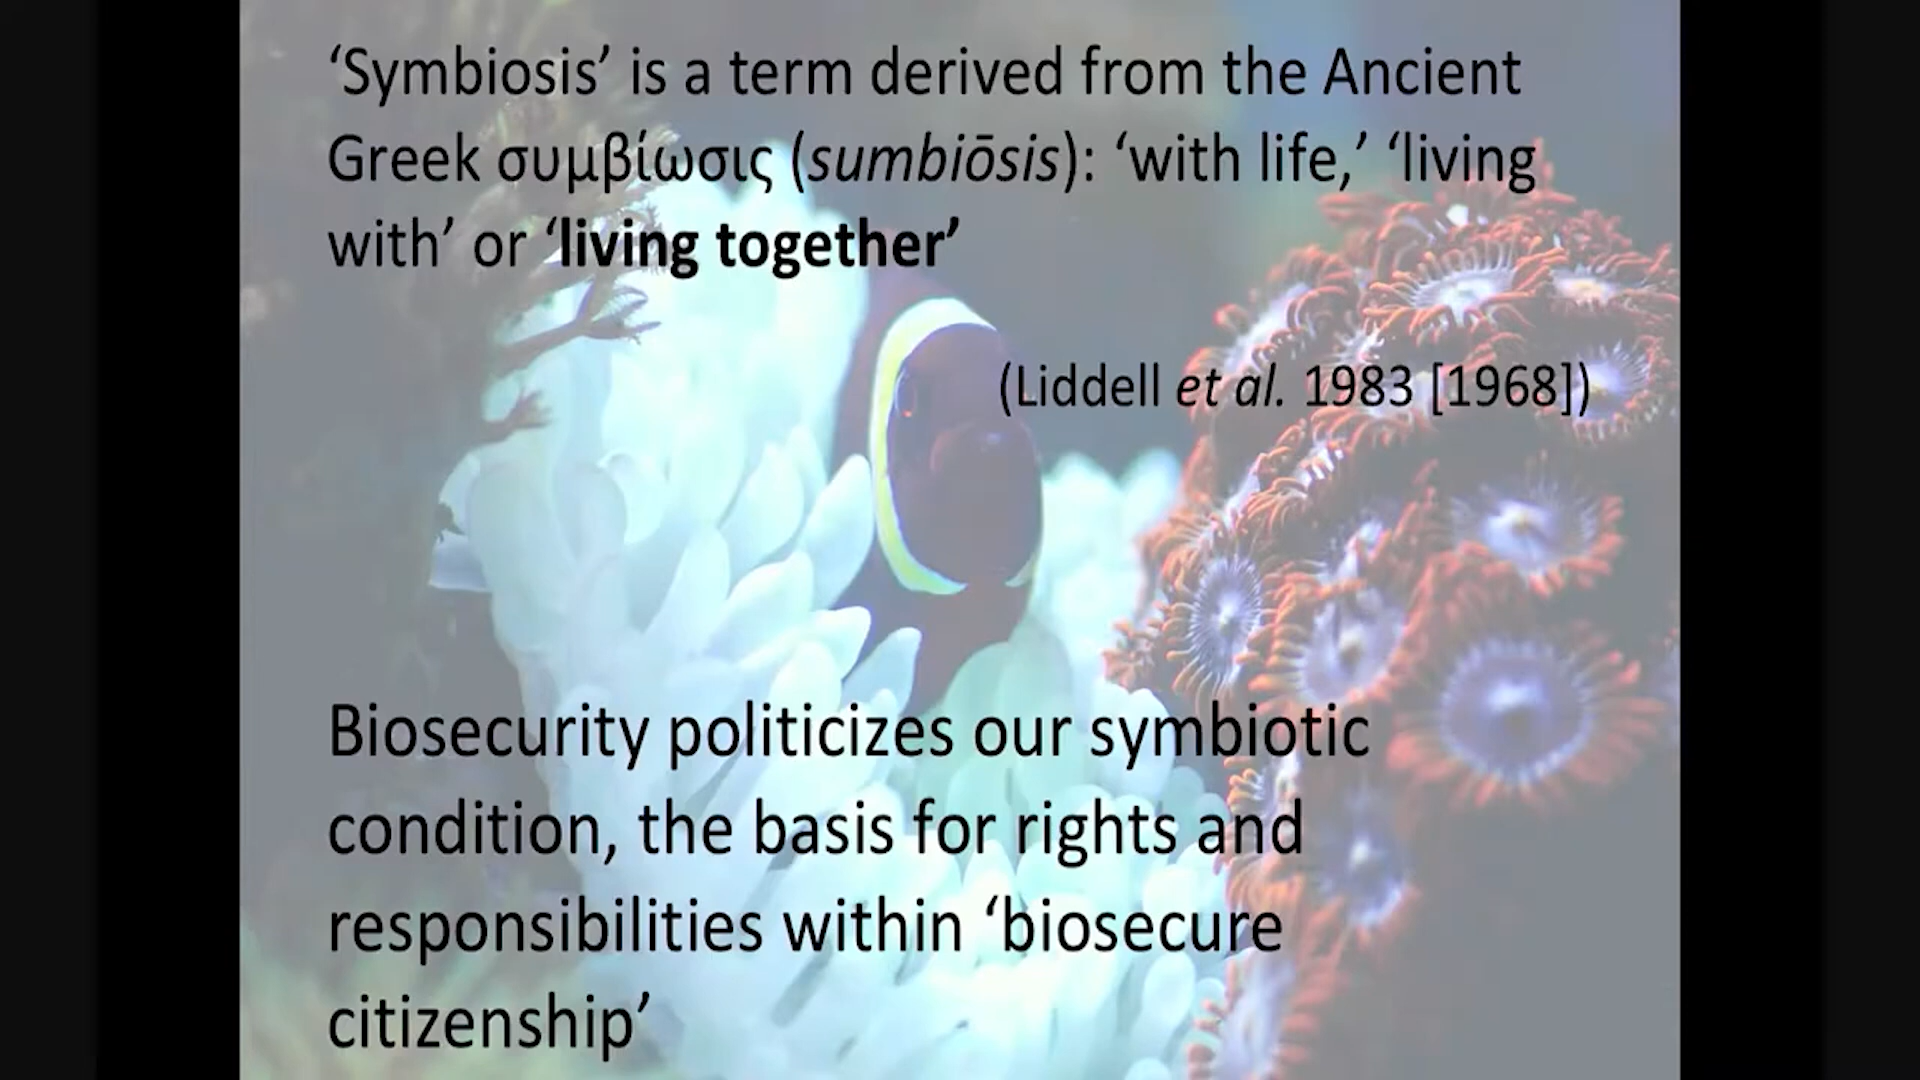 ‘Symbiosis’ is a term derived from the Ancient
Greek συμβίωσις (sumbiōsis): ‘with life,’ ‘living
with’ or ‘living together’
(Liddell et al. 1983 [1968])
Biosecurity politicizes our symbiotic
condition, the basis for rights and
responsibilities within ‘biosecure
citizenship’